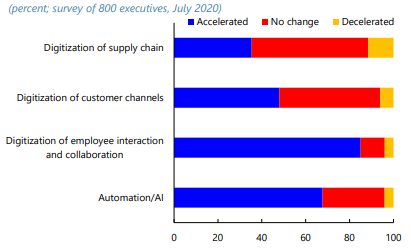 (percent; survey of 800 executives, July 2020)
Accelerated No change Decelerated
Digitization of supply chain
Digitization of customer channels
Digitization of employee interaction
and collaboration
Automation/AI
0 20 40 60 80 100